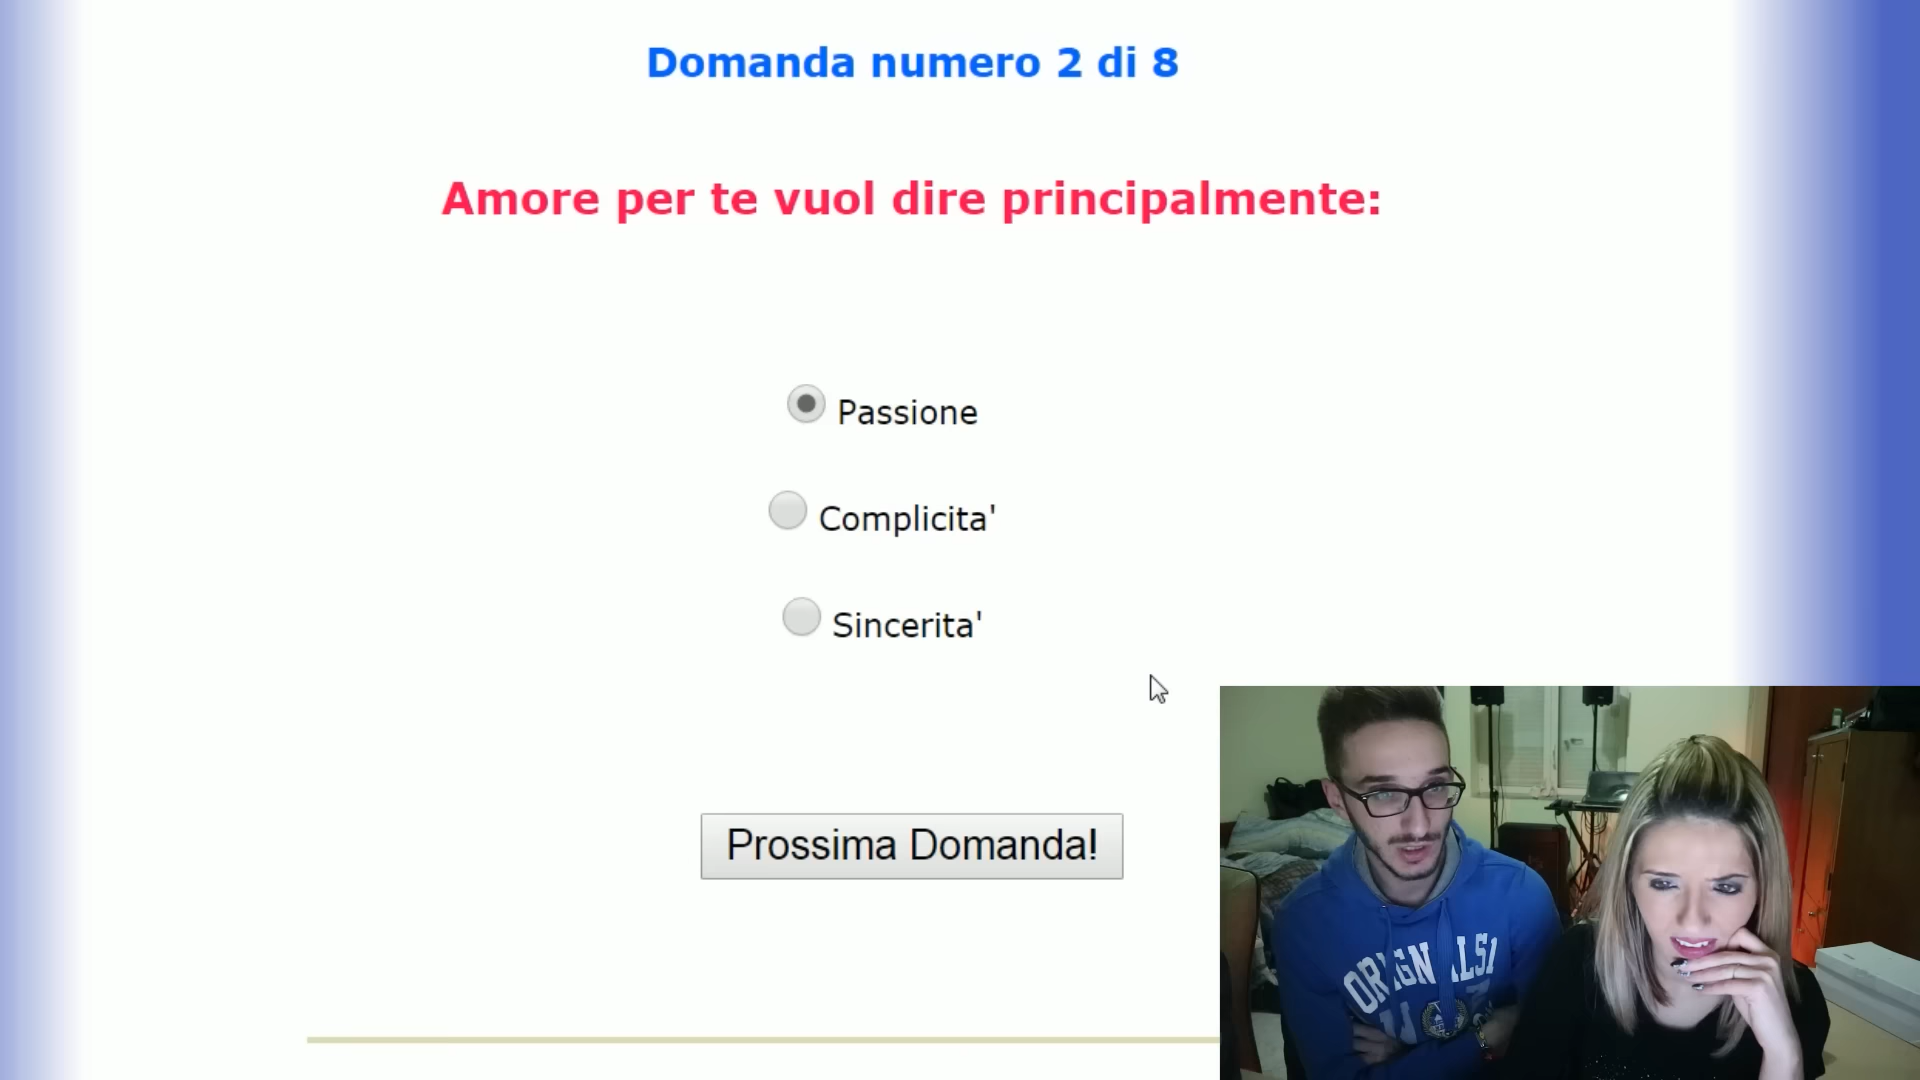 Domanda numero 2 di 8
Amore per te vuol dire principalmente:
Passione
Complicita'
Sincerita'
Prossima Domanda!